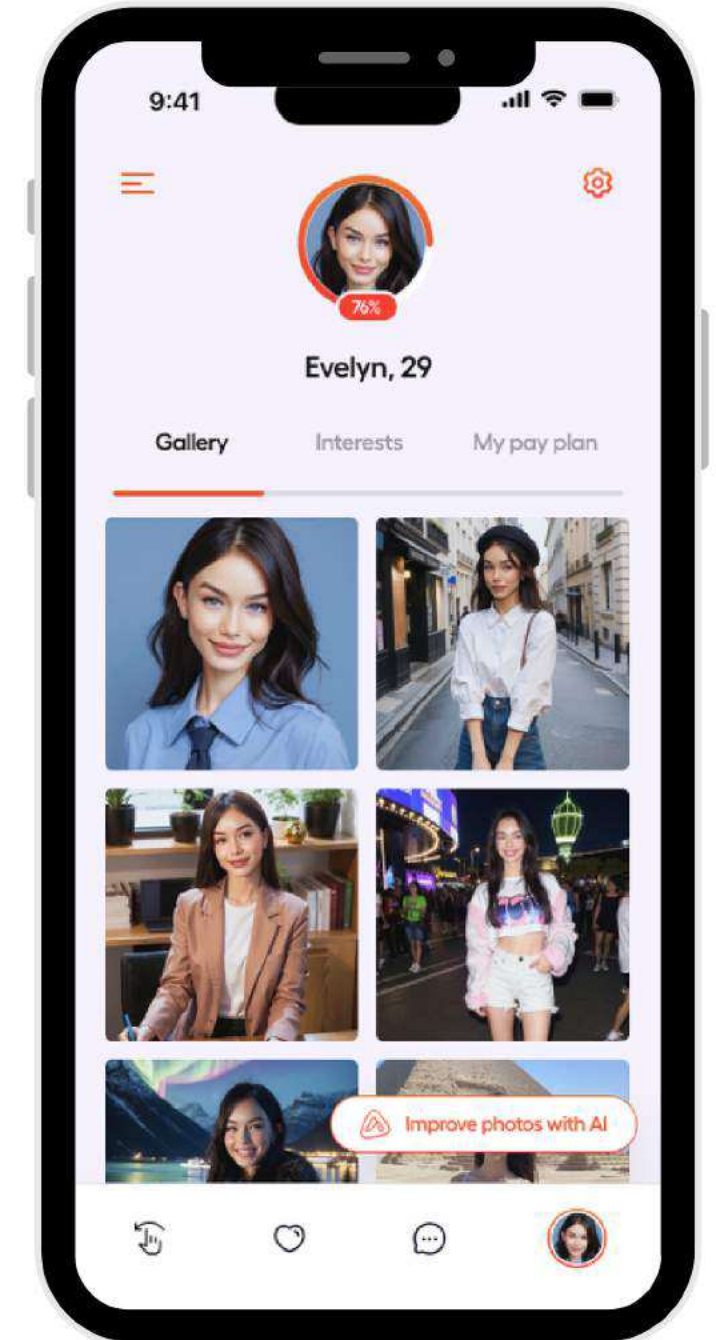 9:41
76%
Evelyn, 29
Gallery Interests My pay plan
Improve photos with AI